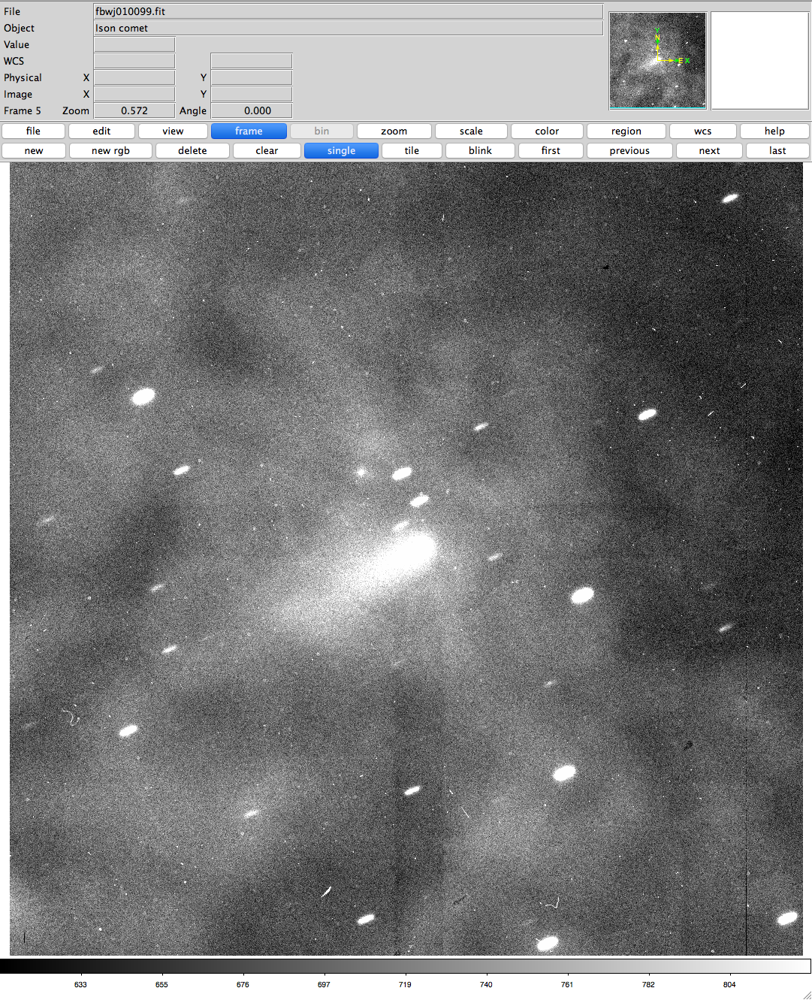 File fbwj010099.fit
Object Ison comet
Value
WCS
Physical X Y
Image X Y
Frame 5 Zoom 0.572 Angle 0.000
Y
N
E X
file edit view frame bin zoom scale color region wcs help
new new rgb delete clear single tile blink first previous next last
633 655 676 697 719 740 761 782 804